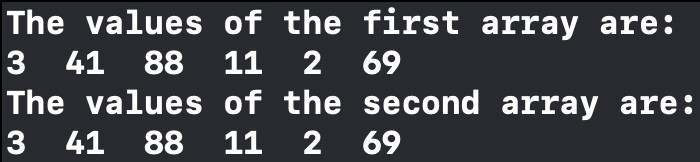 The values of the first array are:
3  41  88  11  2  69
The values of the second array are:
3  41  88  11  2  69